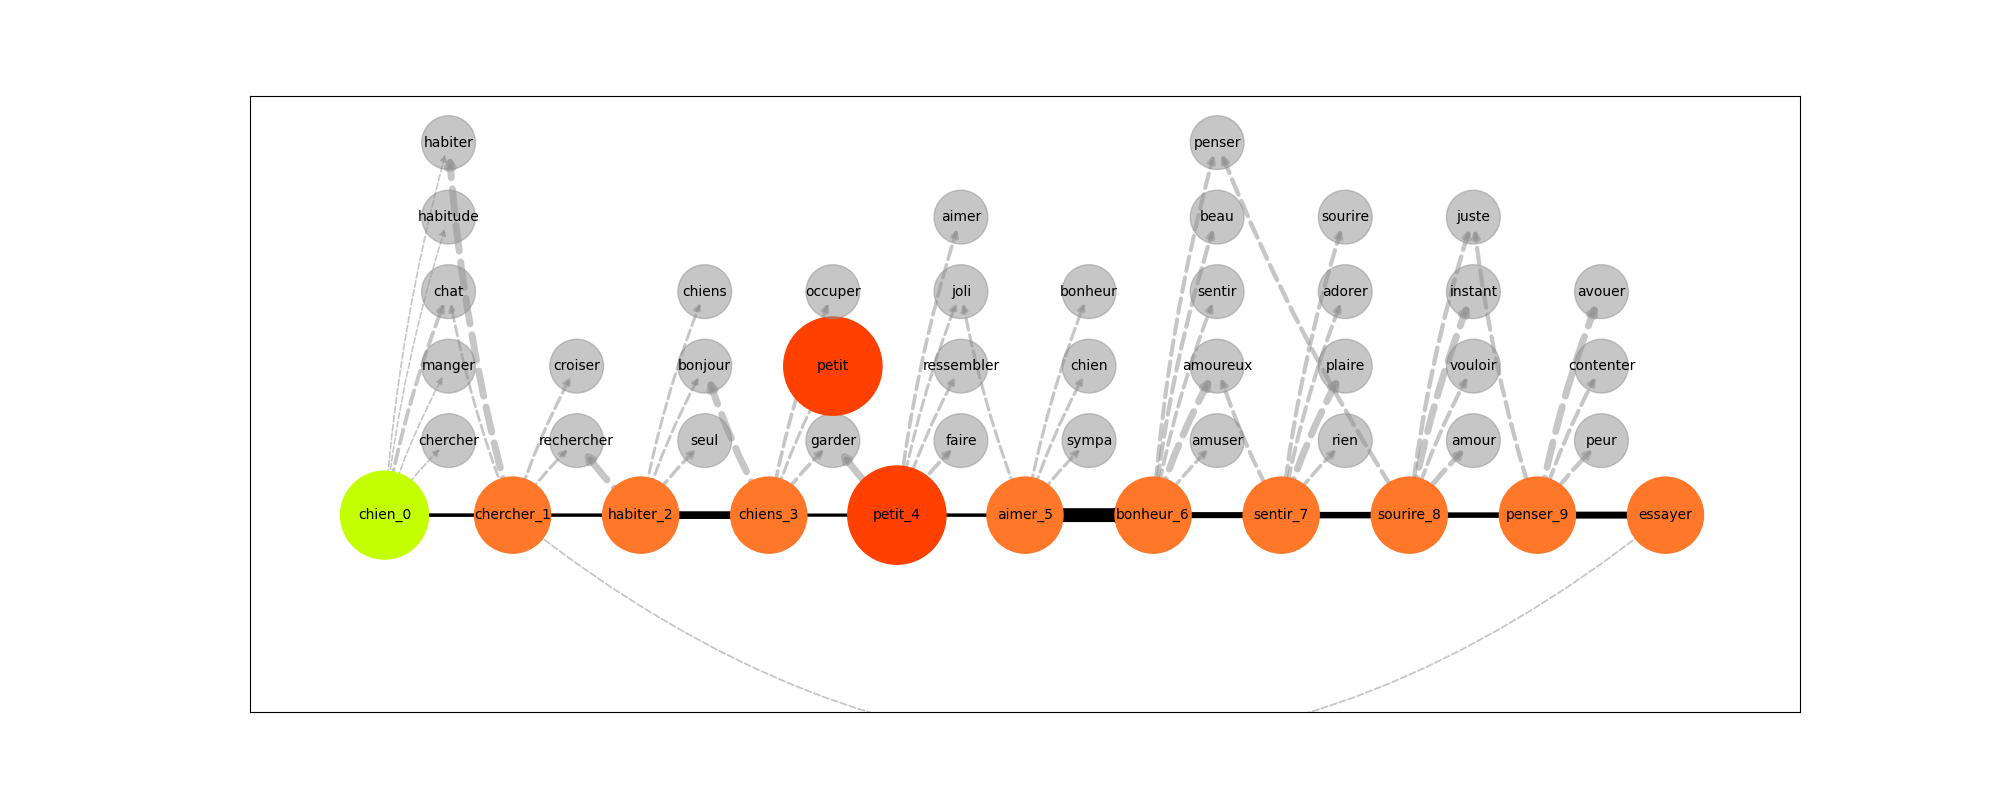 habiter penser
habitude aimer beau sourire juste
chat chiens occuper joli bonheur sentir adorer instant avouer
manger croiser bonjour petit ressembler chien amoureux plaire vouloir contenter
chercher rechercher seul garder faire sympa amuser rien amour peur
chien_0 chercher_1 habiter_2 chiens_3 petit_4 aimer_5 bonheur_6 sentir_7 sourire_8 penser_9 essayer